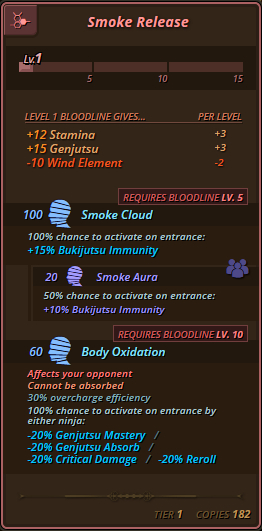 Smoke Release
Lv.1
5 10 15
LEVEL 1 BLOODLINE GIVES... PER LEVEL
+12 Stamina +3
+15 Genjutsu +3
-10 Wind Element -2
REQUIRES BLOODLINE LV. 5
100 Smoke Cloud
100% chance to activate on entrance:
+15% Bukijutsu Immunity
20 Smoke Aura
50% chance to activate on entrance:
+10% Bukijutsu Immunity
REQUIRES BLOODLINE LV. 10
60 Body Oxidation
Affects your opponent
Cannot be absorbed
30% overcharge efficiency
100% chance to activate on entrance by
either ninja:
-20% Genjutsu Mastery /
-20% Genjutsu Absorb /
-20% Critical Damage / -20% Reroll
TIER 1 COPIES 182